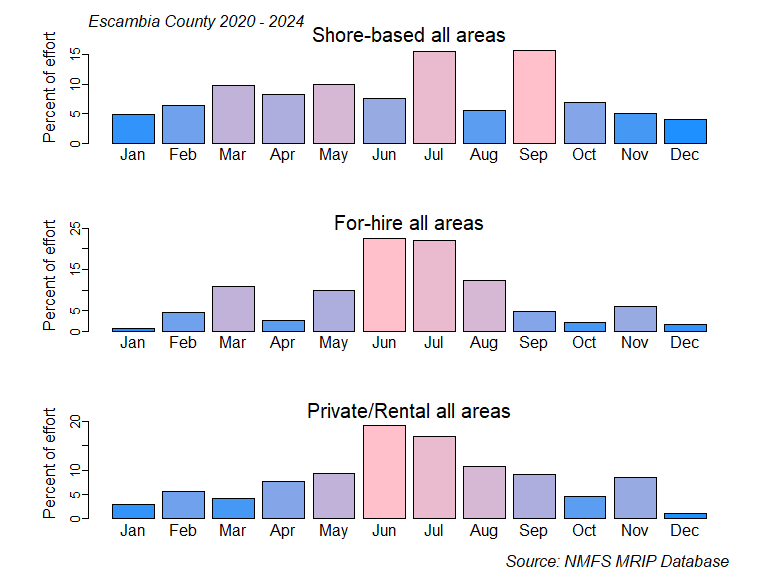 Escambia County 2020 - 2024
Shore-based all areas
Percent of effort
0 5 10 15
Jan Feb Mar Apr May Jun Jul Aug Sep Oct Nov Dec
For-hire all areas
Percent of effort
0 5 15 25
Jan Feb Mar Apr May Jun Jul Aug Sep Oct Nov Dec
Private/Rental all areas
Percent of effort
0 5 10 20
Jan Feb Mar Apr May Jun Jul Aug Sep Oct Nov Dec
Source: NMFS MRIP Database